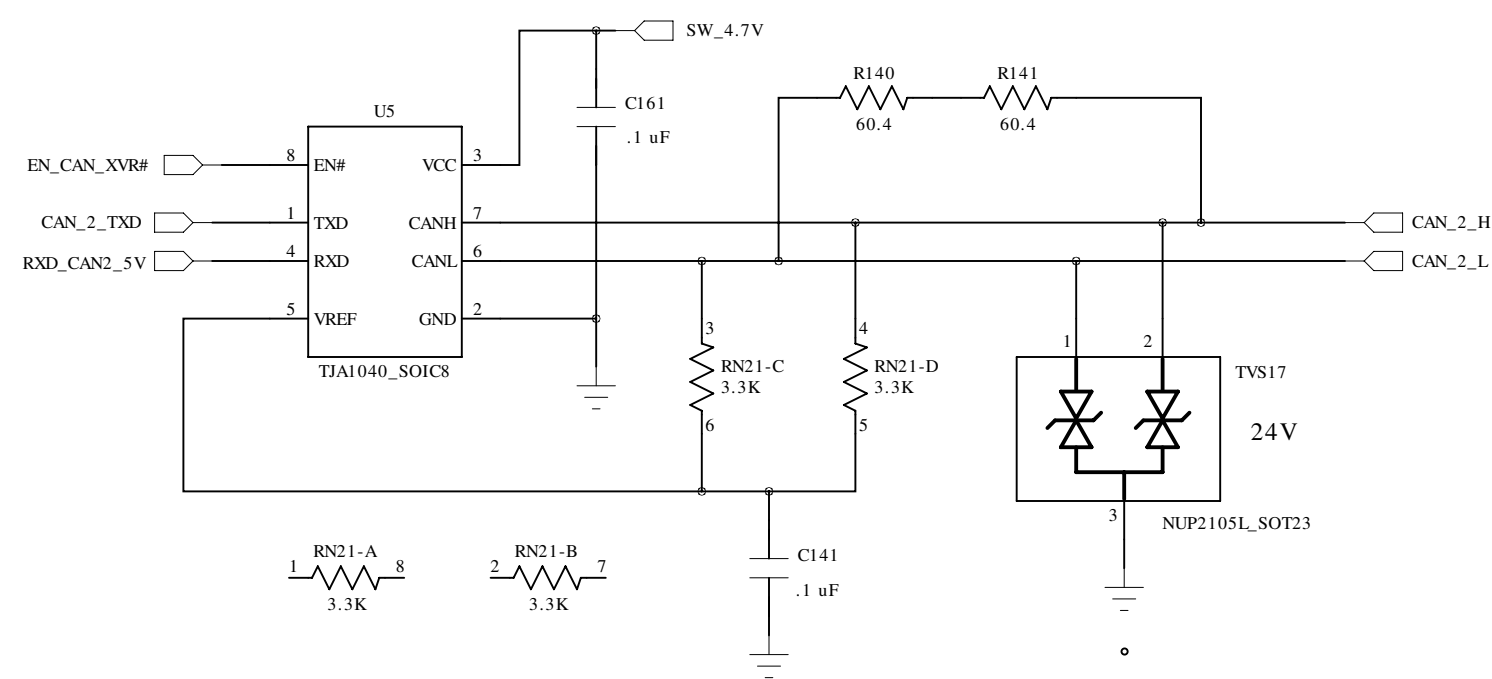 SW_4.7V
R140
R141
C161
60.4
60.4
U5
.1 uF
EN_CAN_XVR#
8
EN#
VCC
3
CAN_2_TXD
1
TXD
CANH
7
CAN_2_H
RXD_CAN2_5V
4
RXD
CANL
6
CAN_2_L
5
VREF
GND
2
TJA1040_SOIC8
3
4
1
2
RN21-C
3.3K
RN21-D
3.3K
TVS17
6
5
24V
3
NUP2105L_SOT23
RN21-A
1
8
3.3K
RN21-B
2
7
3.3K
C141
.1 uF